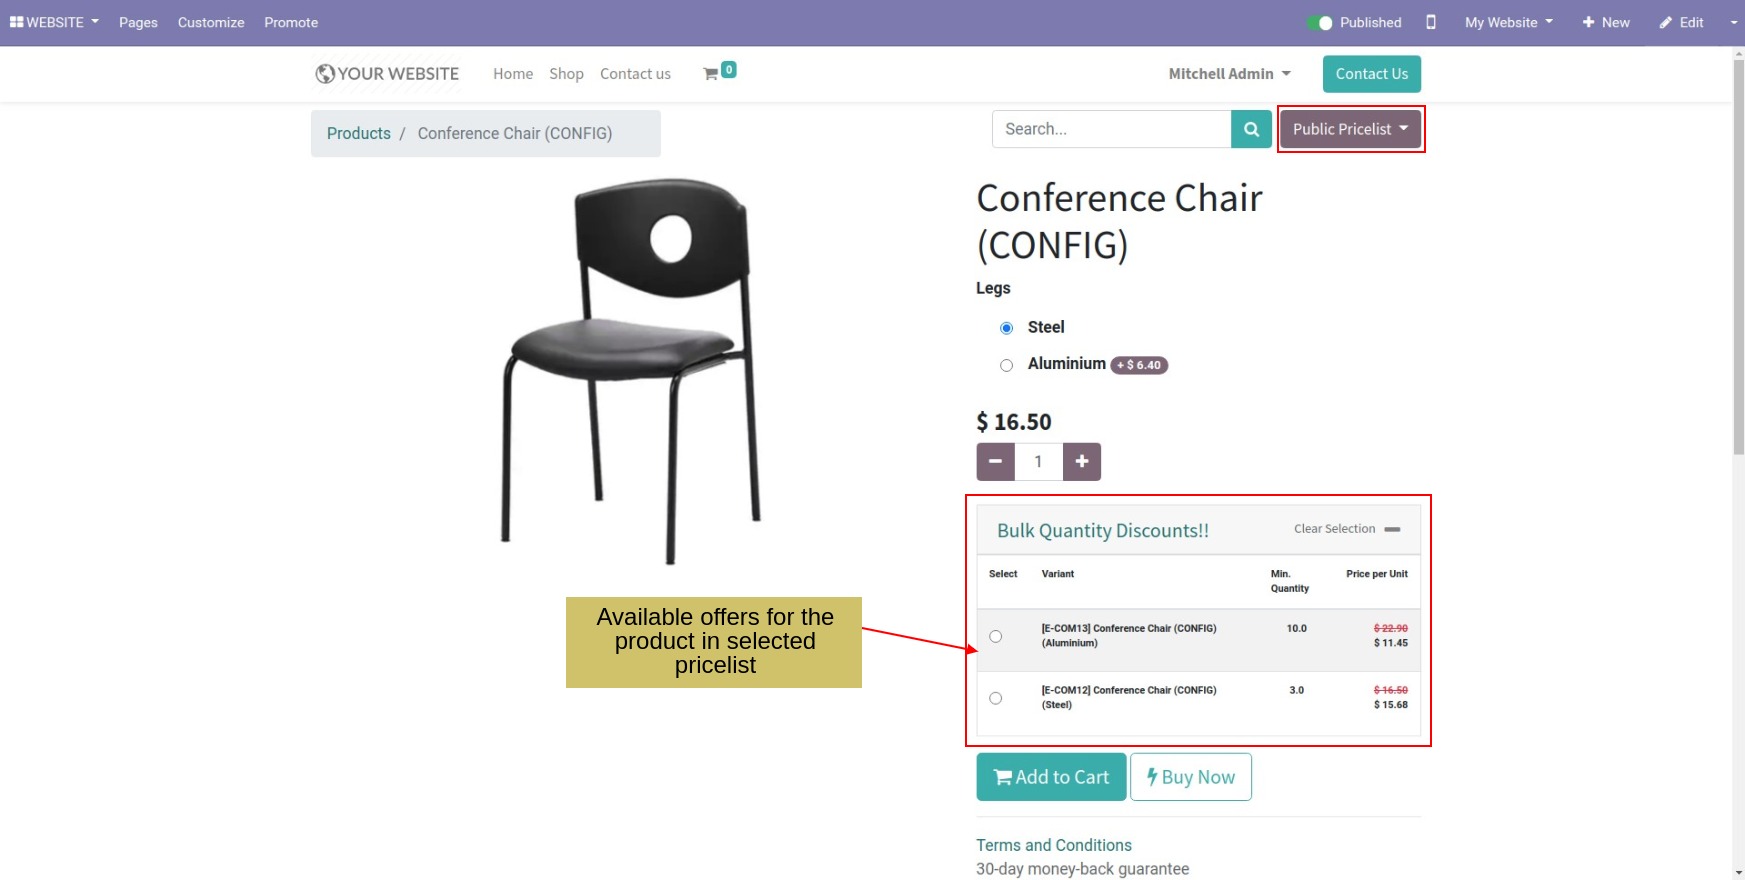 WEBSITE Pages Customize Promote Published My Website New Edit
YOUR WEBSITE Home Shop Contact us 0 Mitchell Admin Contact Us
Products / Conference Chair (CONFIG) Search... Public Pricelist
Conference Chair
(CONFIG)
Legs
Steel
Aluminium + $ 6.40
$ 16.50
1
Bulk Quantity Discounts!! Clear Selection
Select Variant Min. Price per Unit
Quantity
[E-COM13] Conference Chair (CONFIG) 10.0 $ 22.90
(Aluminium) $ 11.45
[E-COM12] Conference Chair (CONFIG) 3.0 $ 16.50
(Steel) $ 15.68
Available offers for the
product in selected
pricelist
Add to Cart Buy Now
Terms and Conditions
30-day money-back guarantee